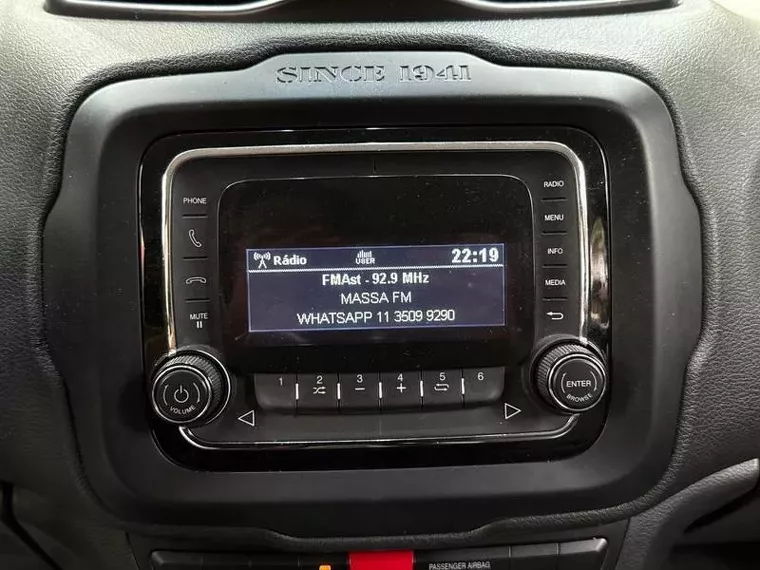 SINCE 1941
PHONE
MUTE
VOLUME
Rádio USER 22:19
FMAst - 92.9 MHz
MASSA FM
WHATSAPP 11 3509 9290
RADIO
MENU
INFO
MEDIA
1 2 3 4 5 6
− +
ENTER
BROWSE
PASSENGER AIRBAG